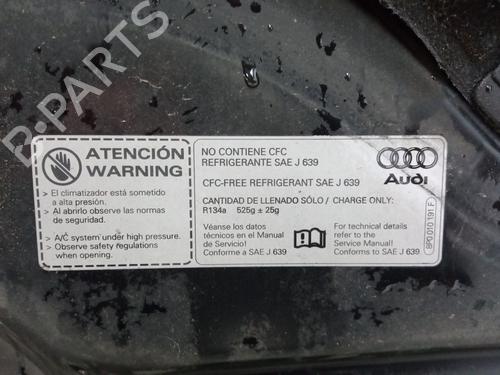 B-PARTS
ATENCIÓN
WARNING
> El climatizador está sometido
a alta presión.
> Al abrirlo observe las normas
de seguridad.
> A/C system under high pressure.
> Observe safety regulations
when opening.
NO CONTIENE CFC
REFRIGERANTE SAE J 639
CFC-FREE REFRIGERANT SAE J 639
CANTIDAD DE LLENADO SÓLO / CHARGE ONLY:
R134a 525g ± 25g
Véanse los datos
técnicos en el Manual
de Servicio!
Conforme a SAE J 639
For technical details
refer to the
Service Manual!
Conforms to SAE J 639
Audi
8P0 010 191 F